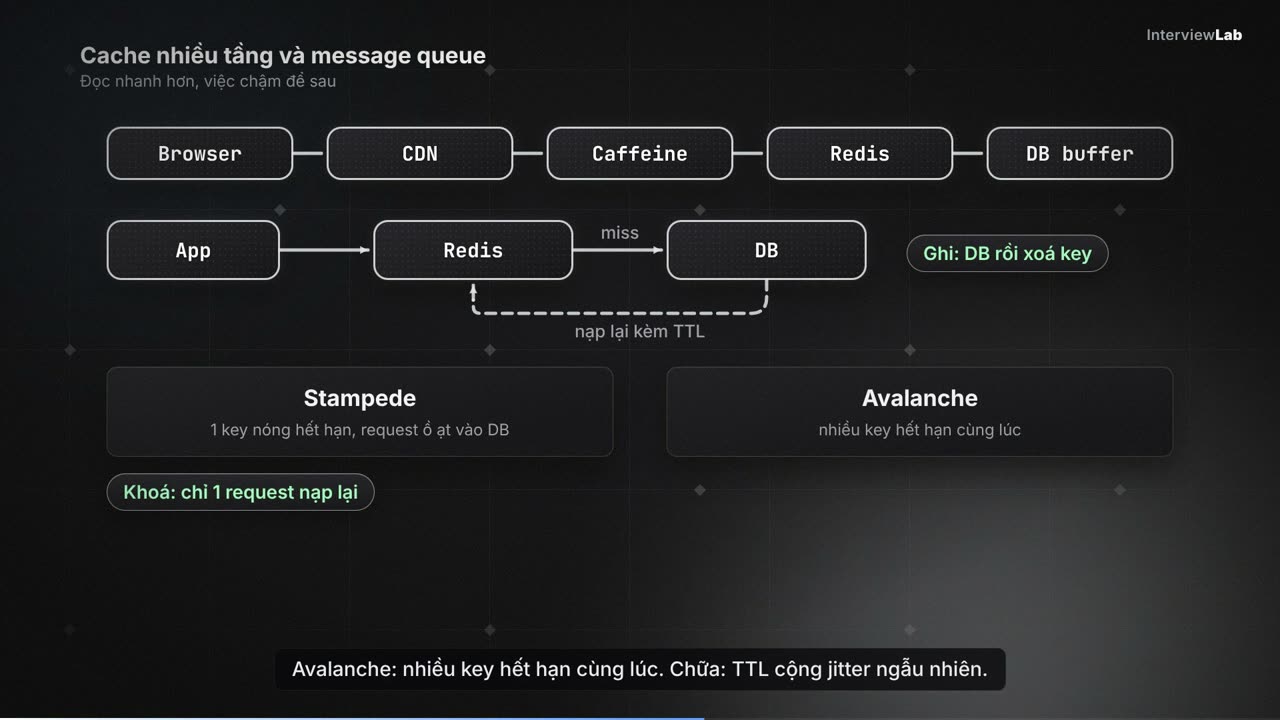 InterviewLab
Cache nhiều tầng và message queue
Đọc nhanh hơn, việc chậm để sau
Browser
CDN
Caffeine
Redis
DB buffer
App
Redis
miss
DB
Ghi: DB rồi xoá key
nạp lại kèm TTL
Stampede
1 key nóng hết hạn, request ồ ạt vào DB
Avalanche
nhiều key hết hạn cùng lúc
Khoá: chỉ 1 request nạp lại
Avalanche: nhiều key hết hạn cùng lúc. Chữa: TTL cộng jitter ngẫu nhiên.